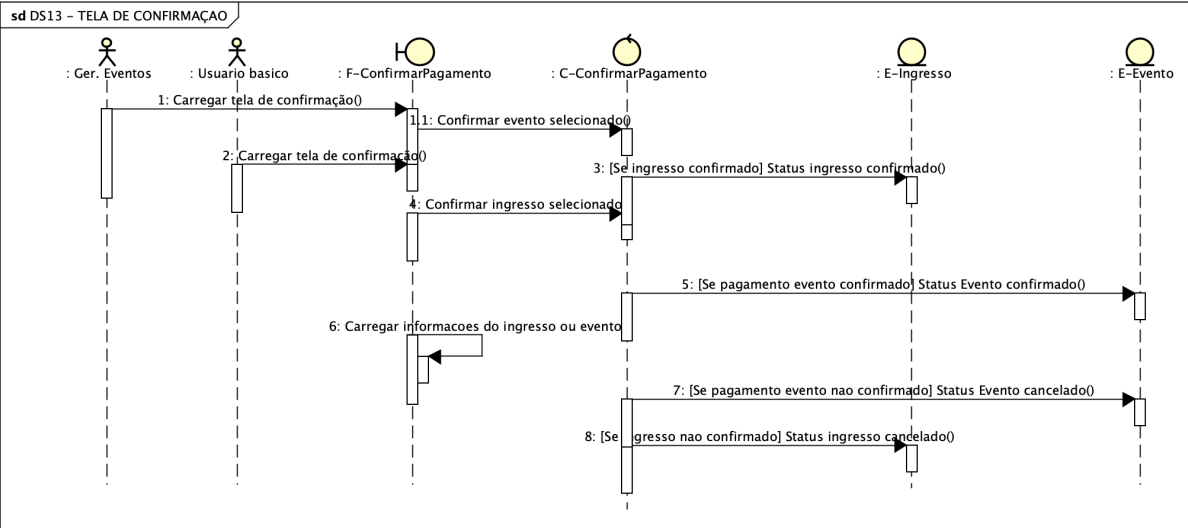 sd DS13 – TELA DE CONFIRMAÇAO
: Ger. Eventos
: Usuario basico
: F-ConfirmarPagamento
: C-ConfirmarPagamento
: E-Ingresso
: E-Evento
1: Carregar tela de confirmação()
1.1: Confirmar evento selecionado()
2: Carregar tela de confirmação()
3: [Se ingresso confirmado] Status ingresso confirmado()
4: Confirmar ingresso selecionado
5: [Se pagamento evento confirmado] Status Evento confirmado()
6: Carregar informacoes do ingresso ou evento
7: [Se pagamento evento nao confirmado] Status Evento cancelado()
8: [Se ingresso nao confirmado] Status ingresso cancelado()